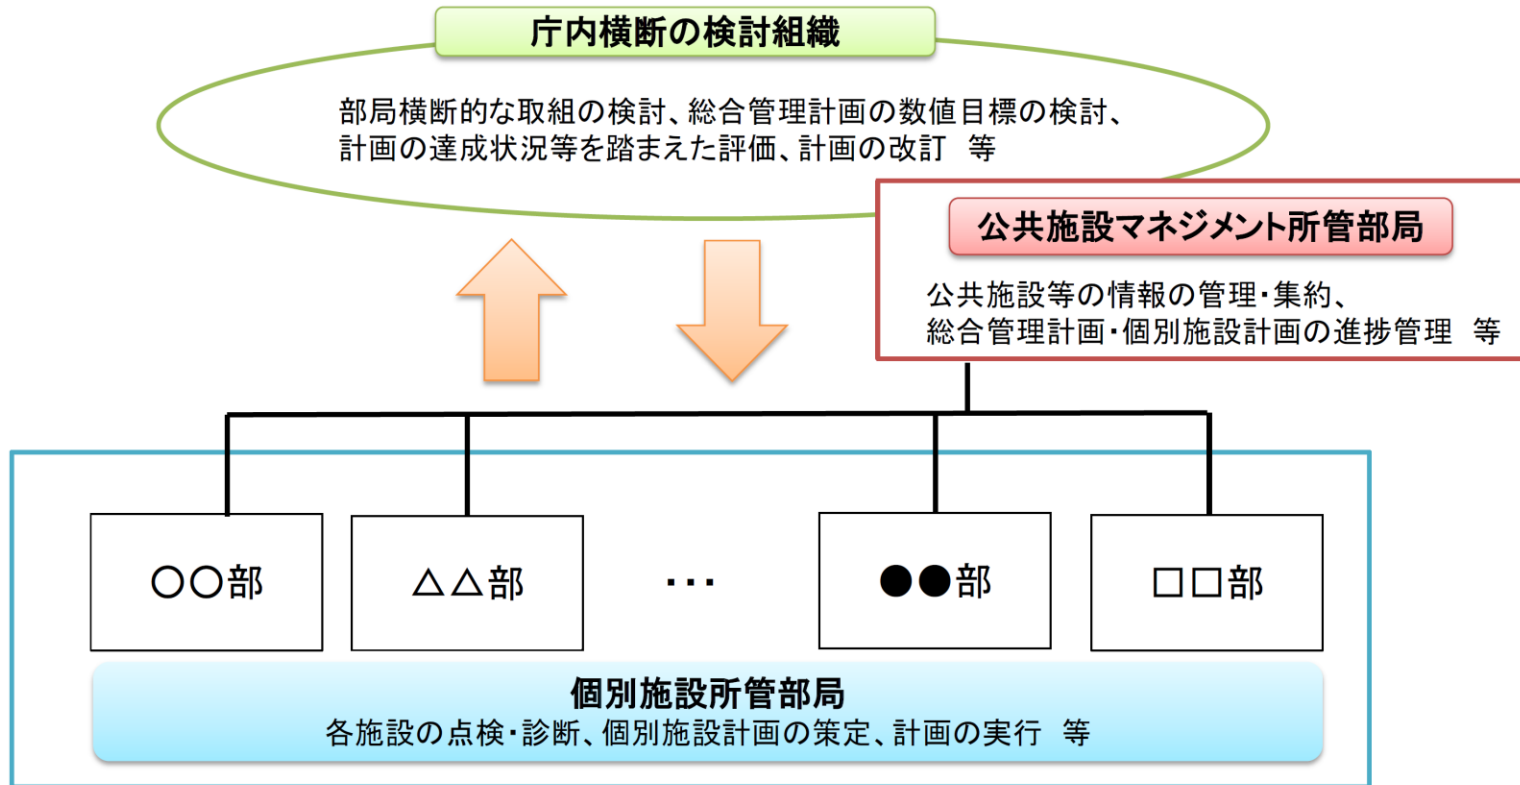 庁内横断の検討組織
部局横断的な取組の検討、総合管理計画の数値目標の検討、
計画の達成状況等を踏まえた評価、計画の改訂　等
公共施設マネジメント所管部局
公共施設等の情報の管理・集約、
総合管理計画・個別施設計画の進捗管理　等
〇〇部
△△部
・・・
●●部
□□部
個別施設所管部局
各施設の点検・診断、個別施設計画の策定、計画の実行　等